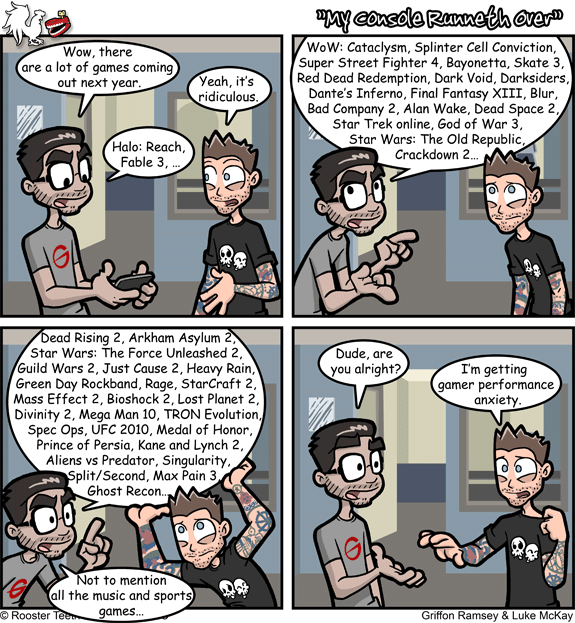 "My Console Runneth Over"
Wow, there
are a lot of games coming
out next year.
Yeah, it's
ridiculous.
Halo: Reach,
Fable 3, ...
WoW: Cataclysm, Splinter Cell Conviction,
Super Street Fighter 4, Bayonetta, Skate 3,
Red Dead Redemption, Dark Void, Darksiders,
Dante's Inferno, Final Fantasy XIII, Blur,
Bad Company 2, Alan Wake, Dead Space 2,
Star Trek online, God of War 3,
Star Wars: The Old Republic,
Crackdown 2...
Dead Rising 2, Arkham Asylum 2,
Star Wars: The Force Unleashed 2,
Guild Wars 2, Just Cause 2, Heavy Rain,
Green Day Rockband, Rage, StarCraft 2,
Mass Effect 2, Bioshock 2, Lost Planet 2,
Divinity 2, Mega Man 10, TRON Evolution,
Spec Ops, UFC 2010, Medal of Honor,
Prince of Persia, Kane and Lynch 2,
Aliens vs Predator, Singularity,
Split/Second, Max Pain 3,
Ghost Recon...
Not to mention
all the music and sports
games...
Dude, are
you alright?
I'm getting
gamer performance
anxiety.
© Rooster Teeth
Griffon Ramsey & Luke McKay